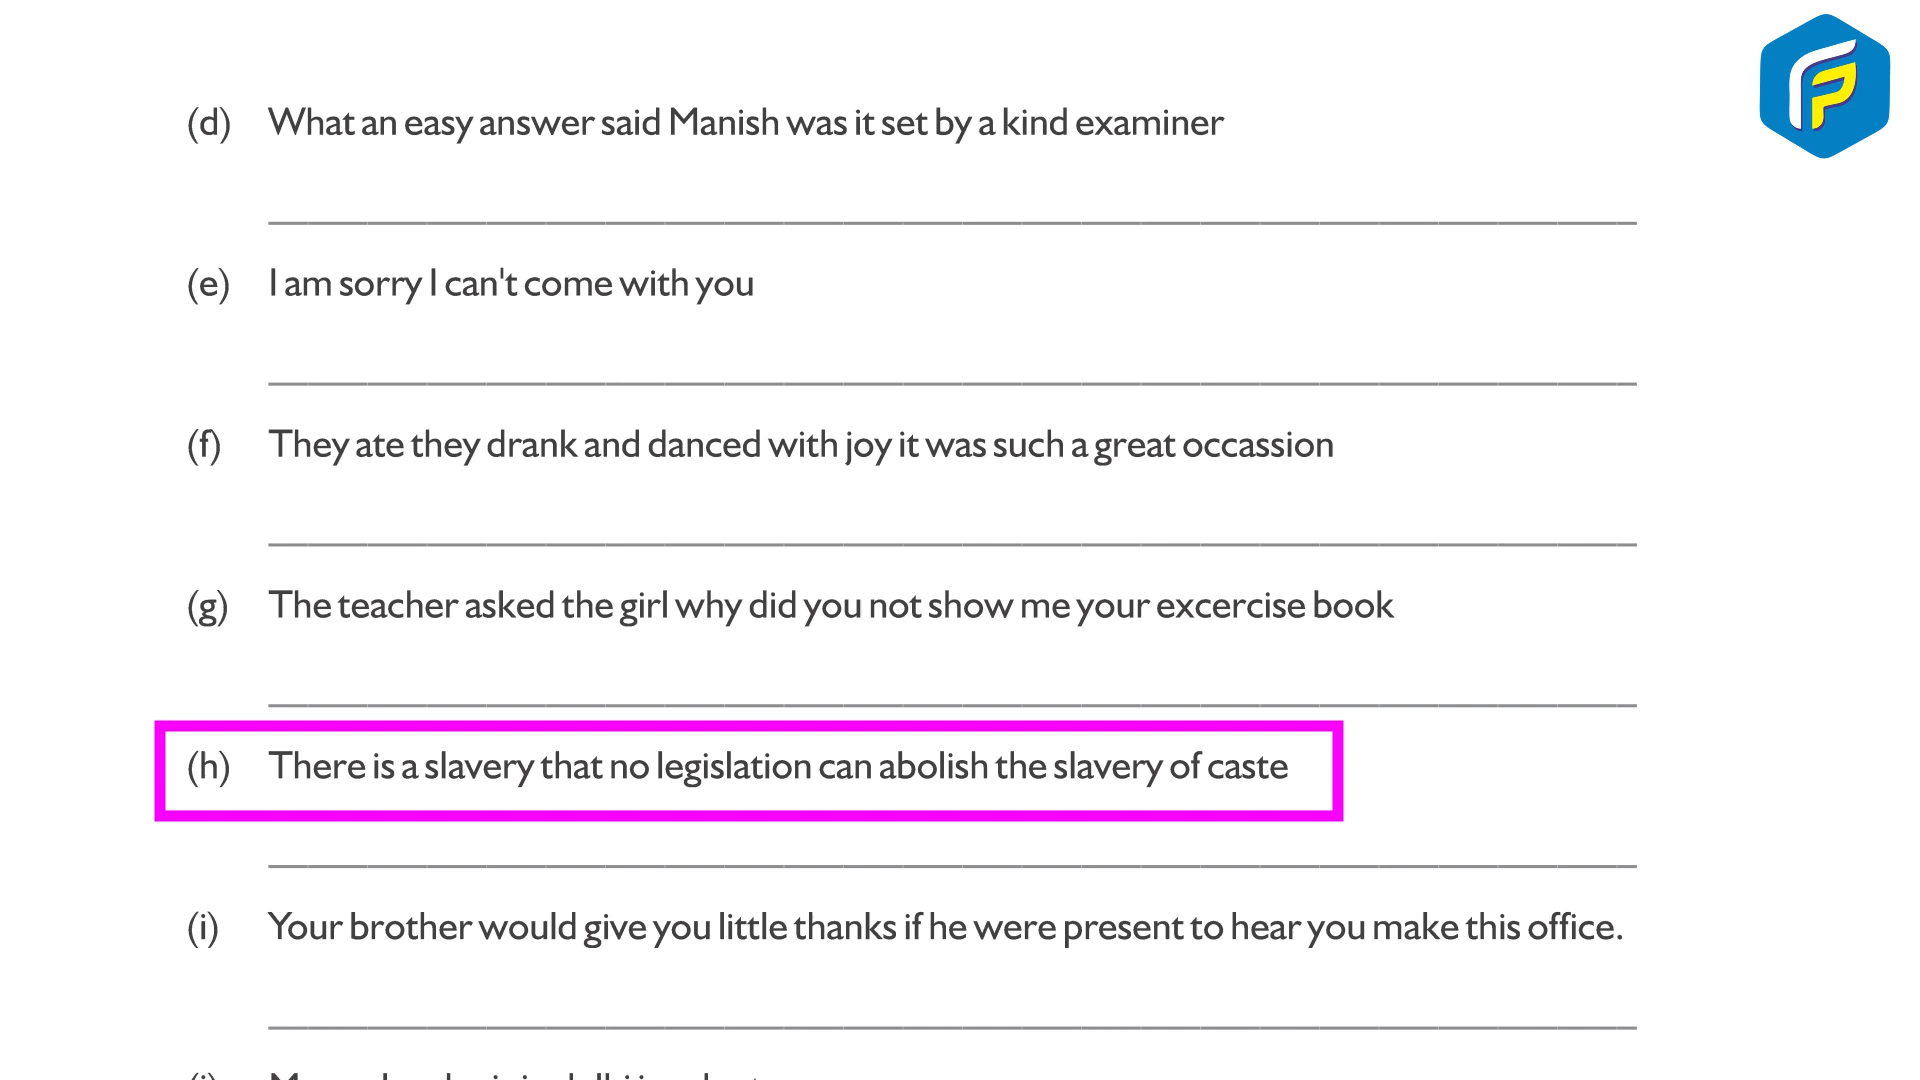 (d) What an easy answer said Manish was it set by a kind examiner
(e) I am sorry I can't come with you
(f) They ate they drank and danced with joy it was such a great occassion
(g) The teacher asked the girl why did you not show me your excercise book
(h) There is a slavery that no legislation can abolish the slavery of caste
(i) Your brother would give you little thanks if he were present to hear you make this office.